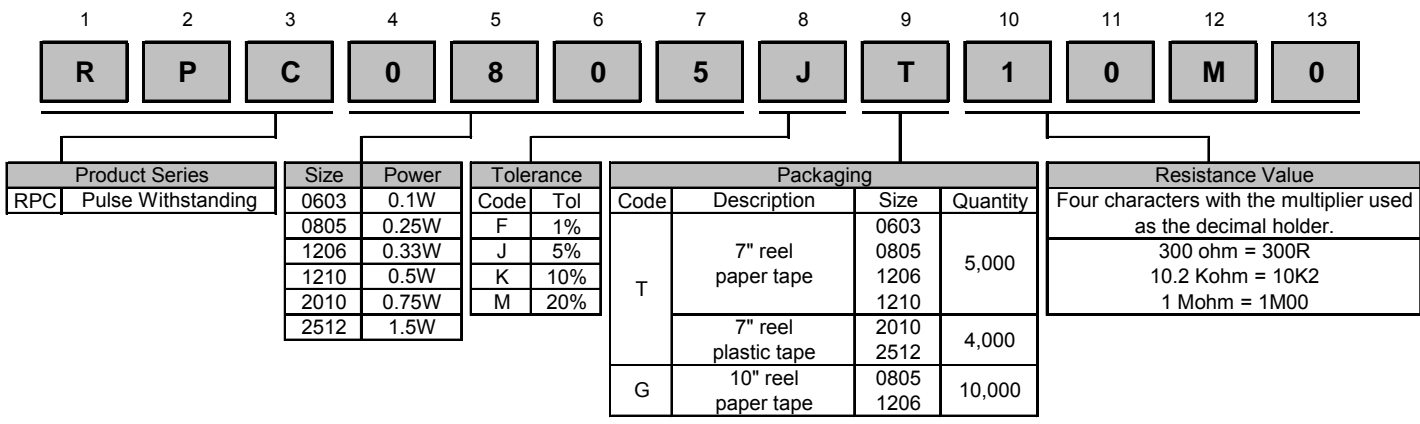 1 2 3 4 5 6 7 8 9 10 11 12 13
R P C 0 8 0 5 J T 1 0 M 0
Product Series
RPC Pulse Withstanding
Size Power
0603 0.1W
0805 0.25W
1206 0.33W
1210 0.5W
2010 0.75W
2512 1.5W
Tolerance
Code Tol
F 1%
J 5%
K 10%
M 20%
Packaging
Code Description Size Quantity
T
7" reel
paper tape
0603
0805
1206
1210
5,000
7" reel
plastic tape
2010
2512
4,000
G
10" reel
paper tape
0805
1206
10,000
Resistance Value
Four characters with the multiplier used
as the decimal holder.
300 ohm = 300R
10.2 Kohm = 10K2
1 Mohm = 1M00